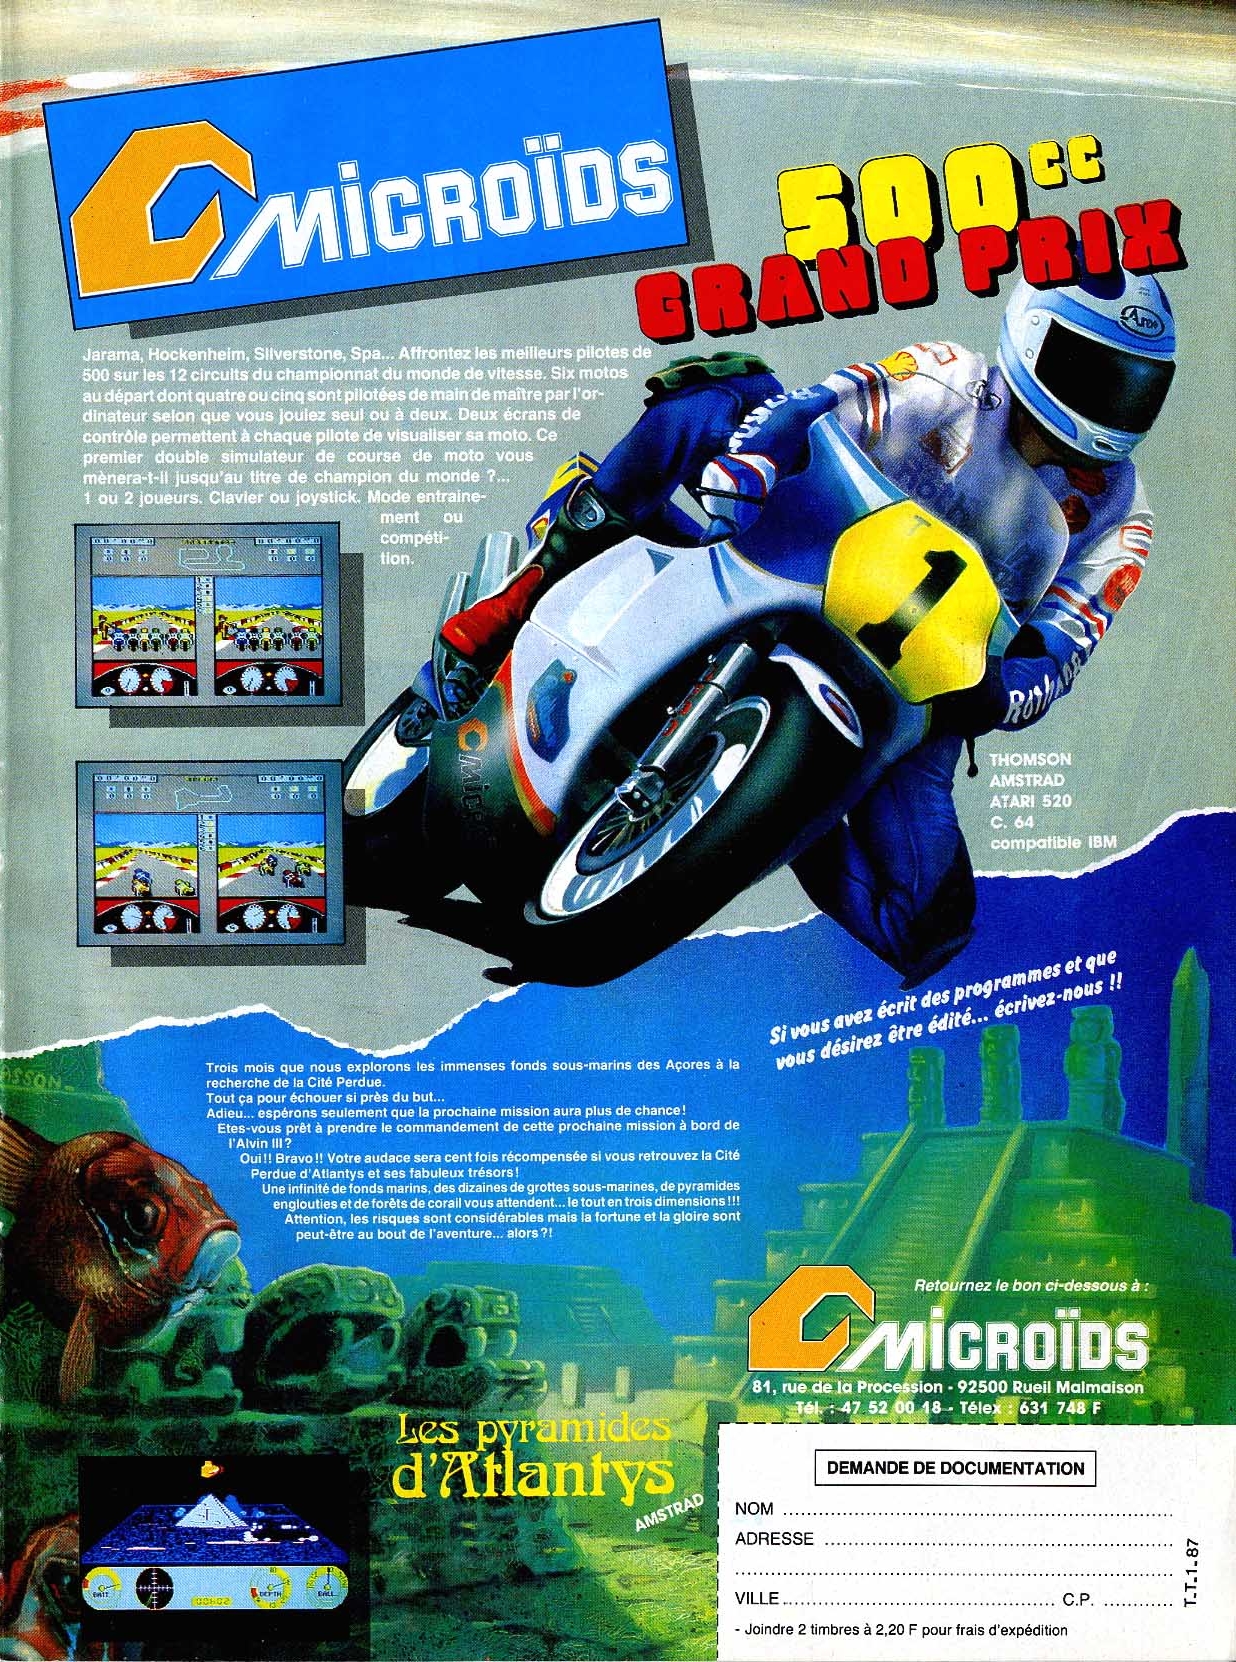 MICROÏDS
500cc
GRAND PRIX
Arai
Jarama, Hockenheim, Silverstone, Spa... Affrontez les meilleurs pilotes de
500 sur les 12 circuits du championnat du monde de vitesse. Six motos
au départ dont quatre ou cinq sont pilotées de main de maître par l'or-
dinateur selon que vous jouiez seul ou à deux. Deux écrans de
contrôle permettent à chaque pilote de visualiser sa moto. Ce
premier double simulateur de course de moto vous
mènera-t-il jusqu'au titre de champion du monde ?...
1 ou 2 joueurs. Clavier ou joystick. Mode entraine-
ment ou
compéti-
tion.
1
THOMSON
AMSTRAD
ATARI 520
C. 64
compatible IBM
Si vous avez écrit des programmes et que
vous désirez être édité... écrivez-nous !!
Trois mois que nous explorons les immenses fonds sous-marins des Açores à la
recherche de la Cité Perdue.
Tout ça pour échouer si près du but...
Adieu... espérons seulement que la prochaine mission aura plus de chance!
Etes-vous prêt à prendre le commandement de cette prochaine mission à bord de
l'Alvin III?
Oui!! Bravo!! Votre audace sera cent fois récompensée si vous retrouvez la Cité
Perdue d'Atlantys et ses fabuleux trésors!
Une infinité de fonds marins, des dizaines de grottes sous-marines, de pyramides
englouties et de forêts de corail vous attendent... le tout en trois dimensions!!!
Attention, les risques sont considérables mais la fortune et la gloire sont
peut-être au bout de l'aventure... alors?!
Retournez le bon ci-dessous à :
MICROÏDS
81, rue de la Procession - 92500 Rueil Malmaison
Tél. : 47 52 00 18 - Télex : 631 748 F
Les pyramides
d'Atlantys
AMSTRAD
BATT.
DEPTH
BALL.
DEMANDE DE DOCUMENTATION
NOM
ADRESSE
VILLE C.P.
- Joindre 2 timbres à 2,20 F pour frais d'expédition
T.T.1.87